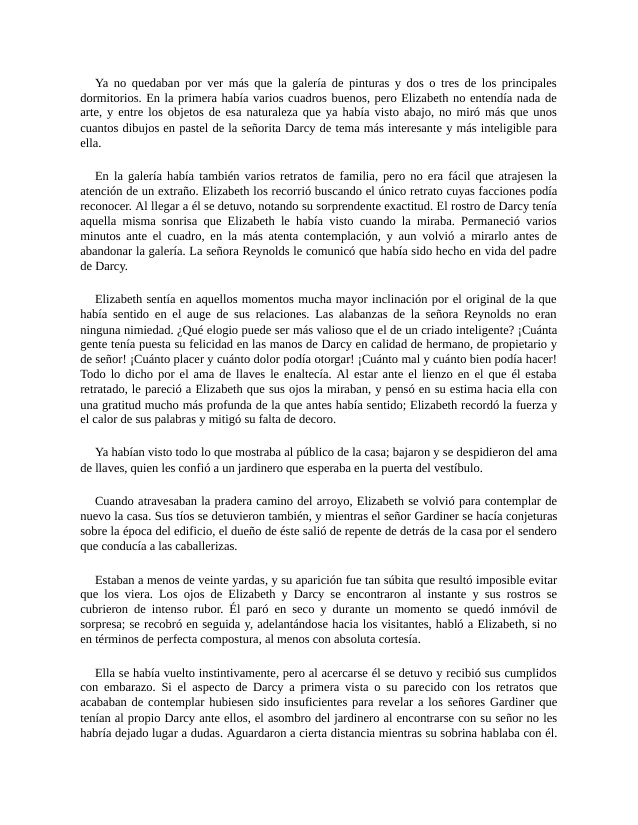 Ya no quedaban por ver más que la galería de pinturas y dos o tres de los principales
dormitorios. En la primera había varios cuadros buenos, pero Elizabeth no entendía nada de
arte, y entre los objetos de esa naturaleza que ya había visto abajo, no miró más que unos
cuantos dibujos en pastel de la señorita Darcy de tema más interesante y más inteligible para
ella.
En la galería había también varios retratos de familia, pero no era fácil que atrajesen la
atención de un extraño. Elizabeth los recorrió buscando el único retrato cuyas facciones podía
reconocer. Al llegar a él se detuvo, notando su sorprendente exactitud. El rostro de Darcy tenía
aquella misma sonrisa que Elizabeth le había visto cuando la miraba. Permaneció varios
minutos ante el cuadro, en la más atenta contemplación, y aun volvió a mirarlo antes de
abandonar la galería. La señora Reynolds le comunicó que había sido hecho en vida del padre
de Darcy.
Elizabeth sentía en aquellos momentos mucha mayor inclinación por el original de la que
había sentido en el auge de sus relaciones. Las alabanzas de la señora Reynolds no eran
ninguna nimiedad. ¿Qué elogio puede ser más valioso que el de un criado inteligente? ¡Cuánta
gente tenía puesta su felicidad en las manos de Darcy en calidad de hermano, de propietario y
de señor! ¡Cuánto placer y cuánto dolor podía otorgar! ¡Cuánto mal y cuánto bien podía hacer!
Todo lo dicho por el ama de llaves le enaltecía. Al estar ante el lienzo en el que él estaba
retratado, le pareció a Elizabeth que sus ojos la miraban, y pensó en su estima hacia ella con
una gratitud mucho más profunda de la que antes había sentido; Elizabeth recordó la fuerza y
el calor de sus palabras y mitigó su falta de decoro.
Ya habían visto todo lo que mostraba al público de la casa; bajaron y se despidieron del ama
de llaves, quien les confió a un jardinero que esperaba en la puerta del vestíbulo.
Cuando atravesaban la pradera camino del arroyo, Elizabeth se volvió para contemplar de
nuevo la casa. Sus tíos se detuvieron también, y mientras el señor Gardiner se hacía conjeturas
sobre la época del edificio, el dueño de éste salió de repente de detrás de la casa por el sendero
que conducía a las caballerizas.
Estaban a menos de veinte yardas, y su aparición fue tan súbita que resultó imposible evitar
que los viera. Los ojos de Elizabeth y Darcy se encontraron al instante y sus rostros se
cubrieron de intenso rubor. Él paró en seco y durante un momento se quedó inmóvil de
sorpresa; se recobró en seguida y, adelantándose hacia los visitantes, habló a Elizabeth, si no
en términos de perfecta compostura, al menos con absoluta cortesía.
Ella se había vuelto instintivamente, pero al acercarse él se detuvo y recibió sus cumplidos
con embarazo. Si el aspecto de Darcy a primera vista o su parecido con los retratos que
acababan de contemplar hubiesen sido insuficientes para revelar a los señores Gardiner que
tenían al propio Darcy ante ellos, el asombro del jardinero al encontrarse con su señor no les
habría dejado lugar a dudas. Aguardaron a cierta distancia mientras su sobrina hablaba con él.